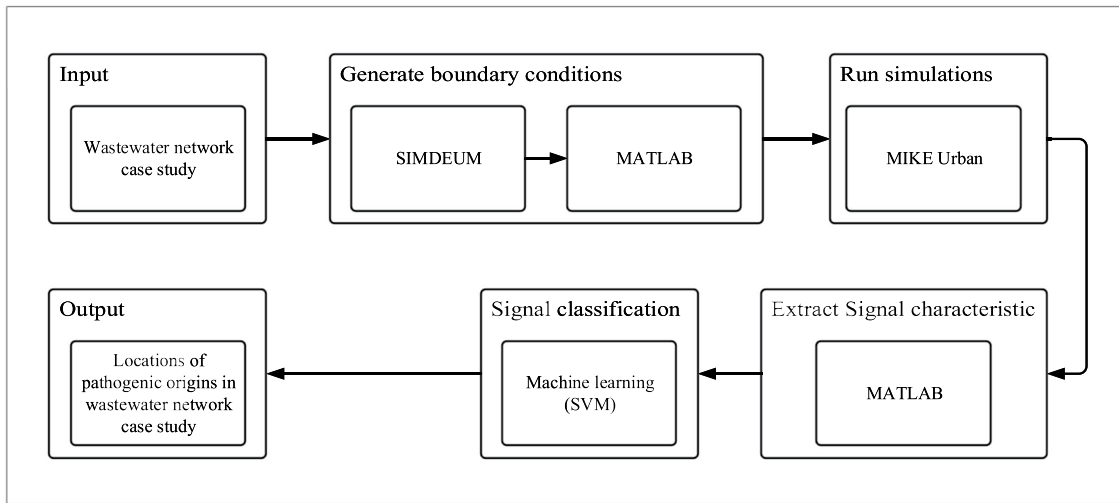 Input
Wastewater network
case study
Generate boundary conditions
SIMDEUM
MATLAB
Run simulations
MIKE Urban
Output
Locations of
pathogenic origins in
wastewater network
case study
Signal classification
Machine learning
(SVM)
Extract Signal characteristic
MATLAB